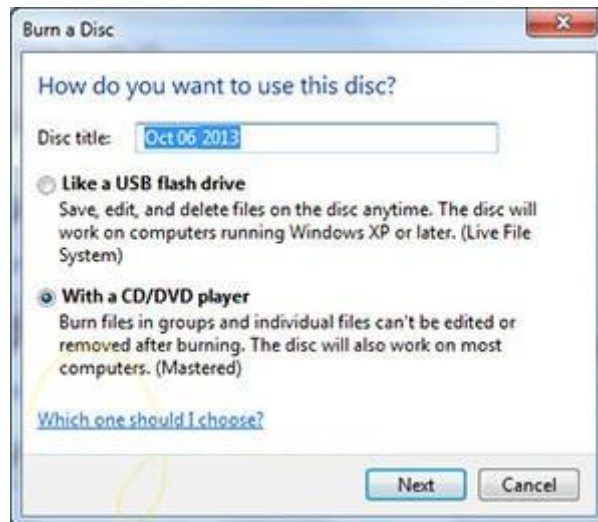 Burn a Disc
How do you want to use this disc?
Disc title: Oct 06 2013
Like a USB flash drive
Save, edit, and delete files on the disc anytime. The disc will
work on computers running Windows XP or later. (Live File
System)
With a CD/DVD player
Burn files in groups and individual files can't be edited or
removed after burning. The disc will also work on most
computers. (Mastered)
Which one should I choose?
Next Cancel